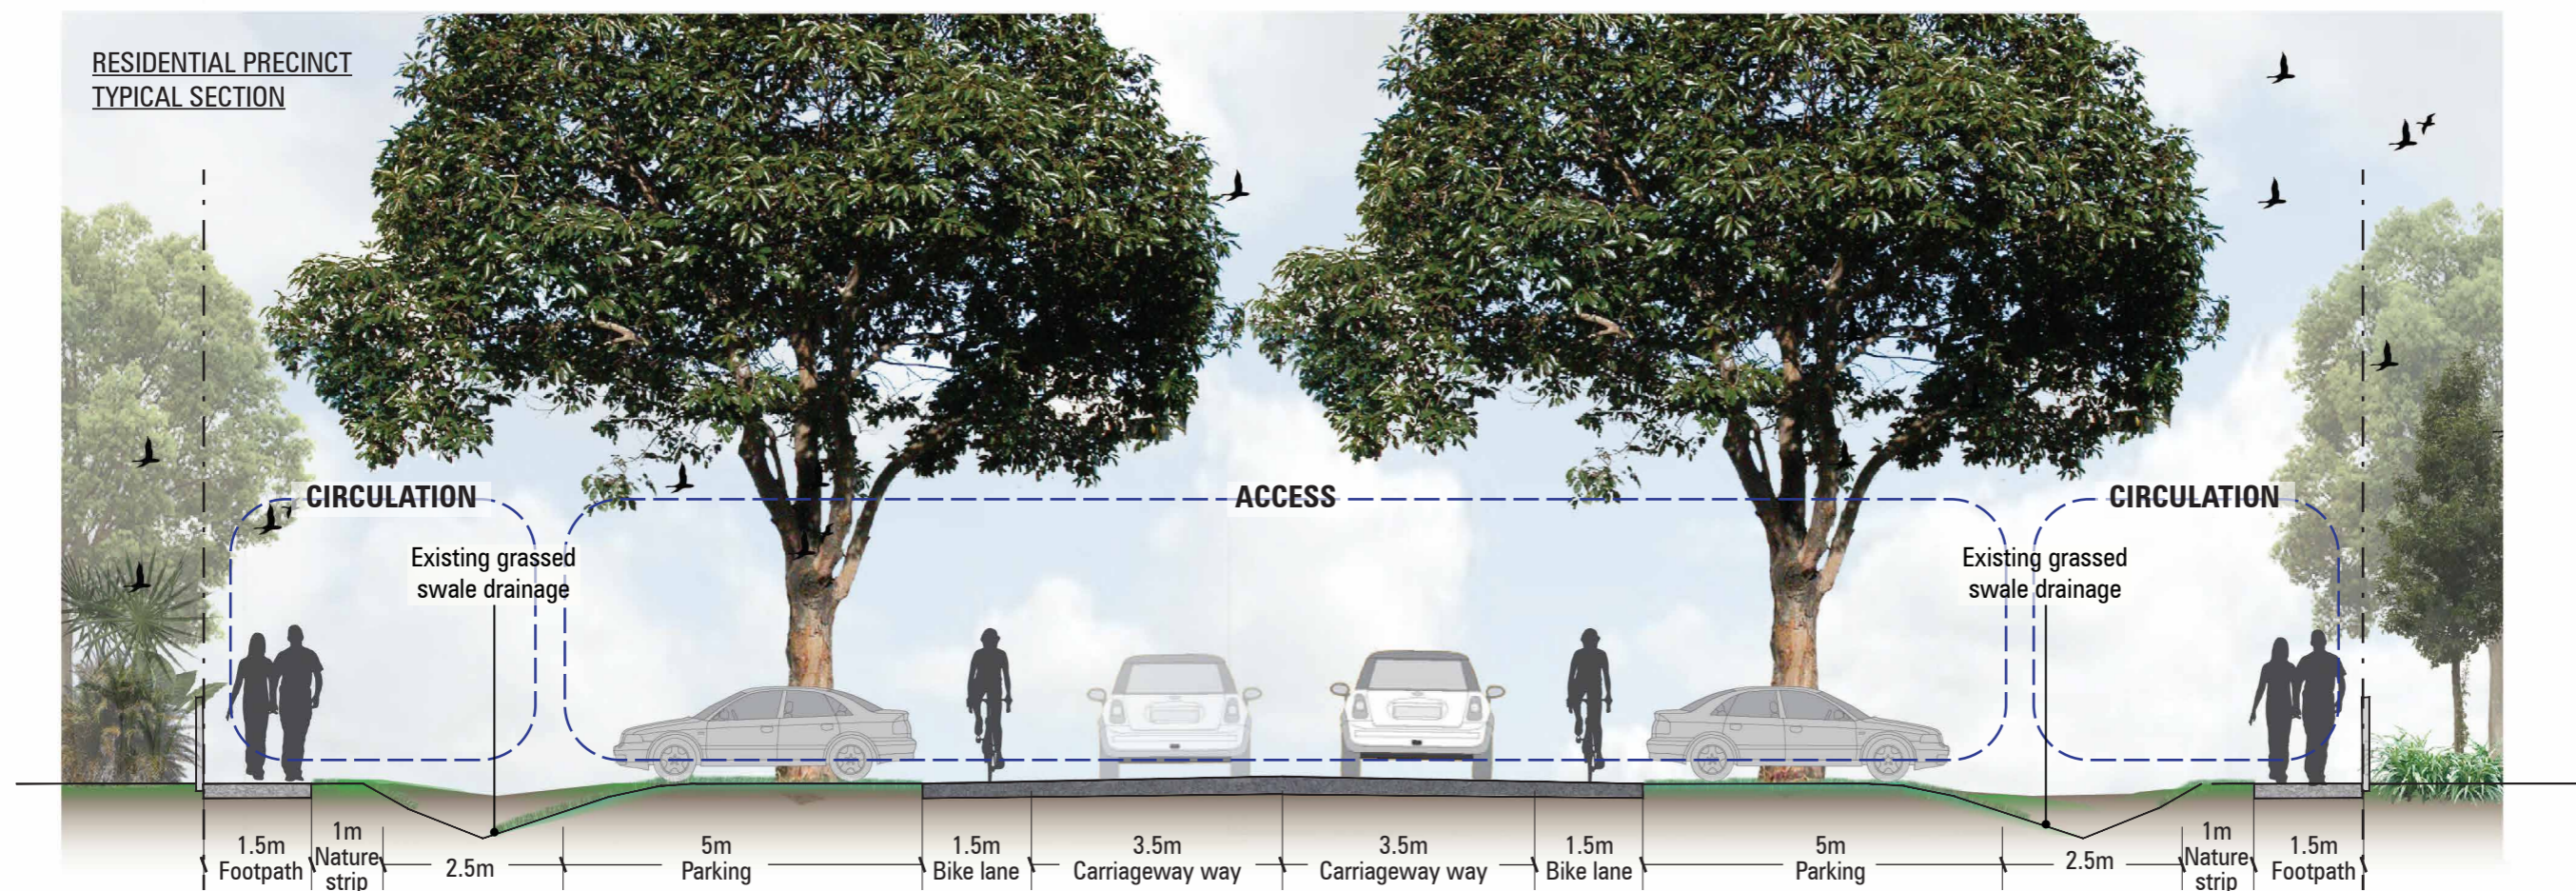 RESIDENTIAL PRECINCT
TYPICAL SECTION
CIRCULATION
ACCESS
CIRCULATION
Existing grassed
swale drainage
Existing grassed
swale drainage
1.5m
Footpath
1m
Nature
strip
2.5m
5m
Parking
1.5m
Bike lane
3.5m
Carriageway way
3.5m
Carriageway way
1.5m
Bike lane
5m
Parking
2.5m
1m
Nature
strip
1.5m
Footpath